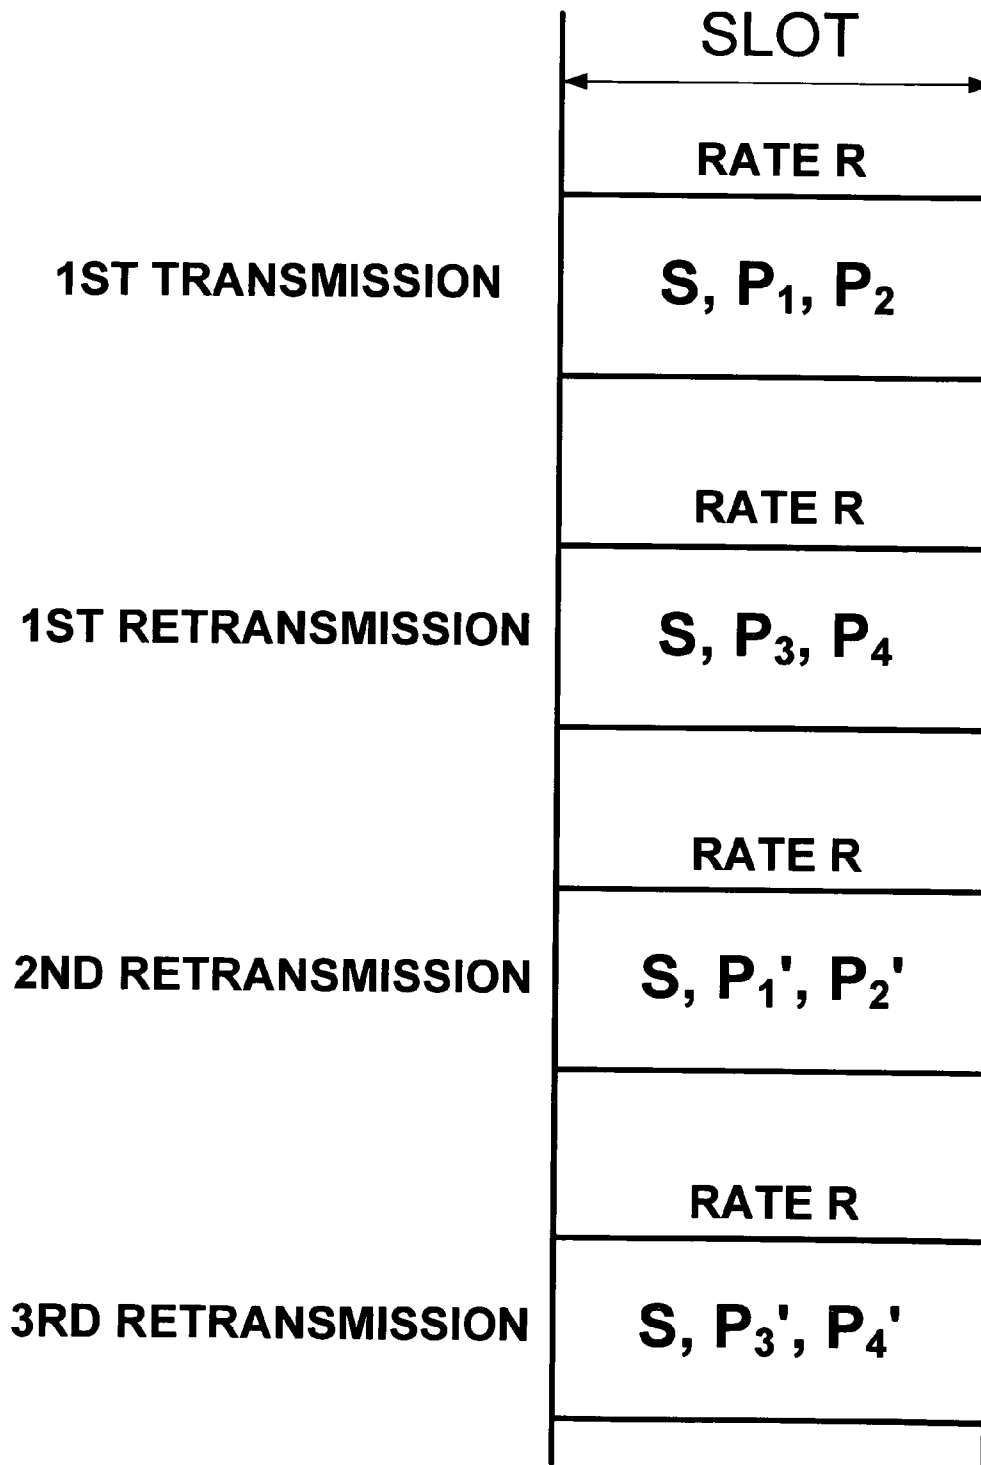 SLOT
RATE R
1ST TRANSMISSION S, P₁, P₂
RATE R
1ST RETRANSMISSION S, P₃, P₄
RATE R
2ND RETRANSMISSION S, P₁', P₂'
RATE R
3RD RETRANSMISSION S, P₃', P₄'